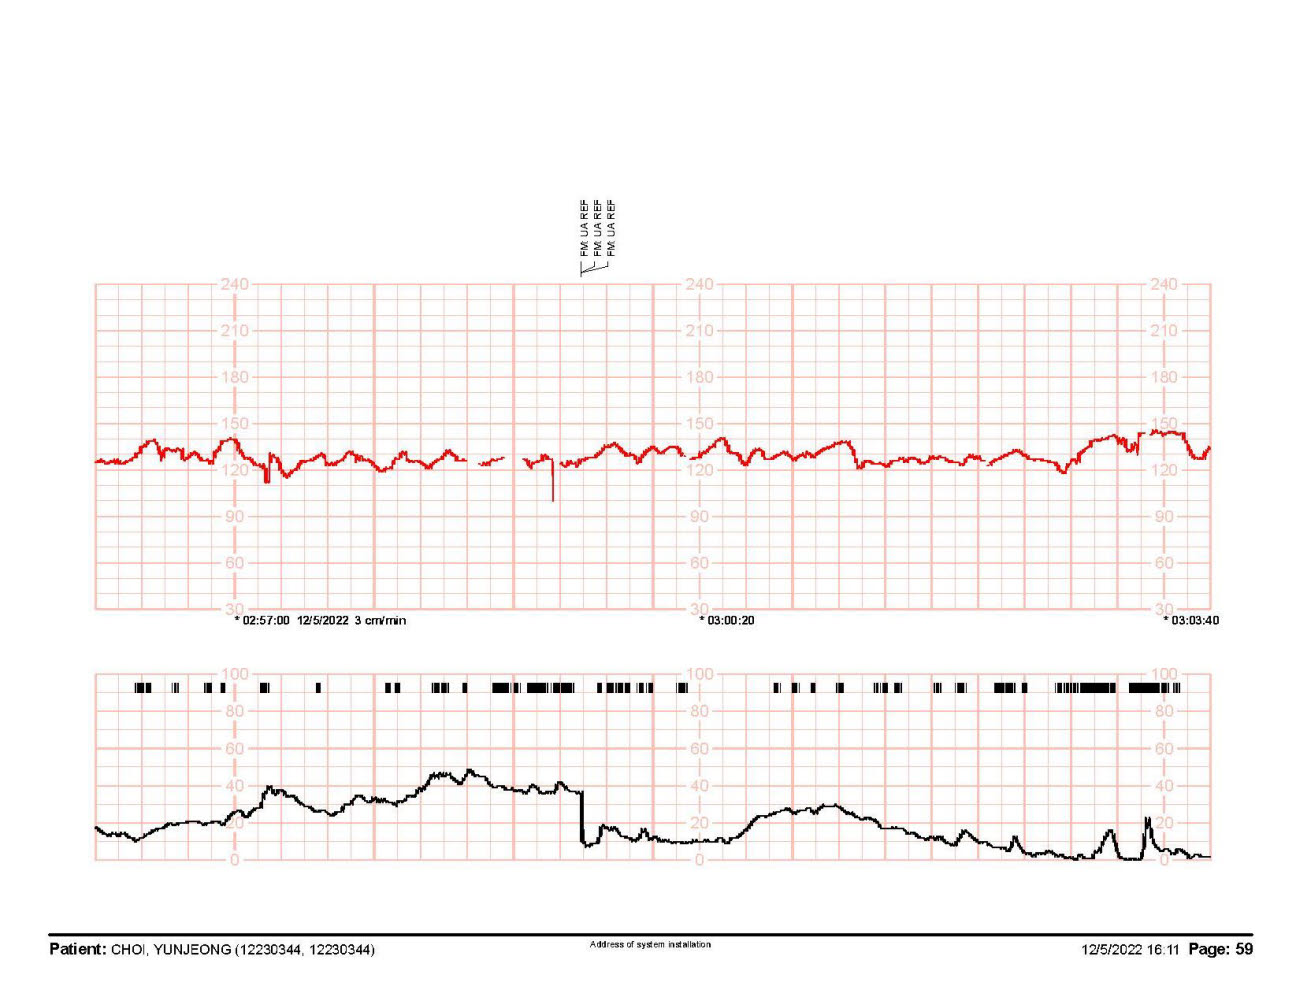 FM: UA REF
FM: UA REF
FM: UA REF
240 240 240
210 210 210
180 180 180
150 150 150
120 120 120
90 90 90
60 60 60
30 30 30
* 02:57:00 12/5/2022 3 cm/min * 03:00:20 * 03:03:40
100 100 100
80 80 80
60 60 60
40 40 40
20 20 20
0 0 0
Patient: CHOI, YUNJEONG (12230344, 12230344) Address of system installation 12/5/2022 16:11 Page: 59